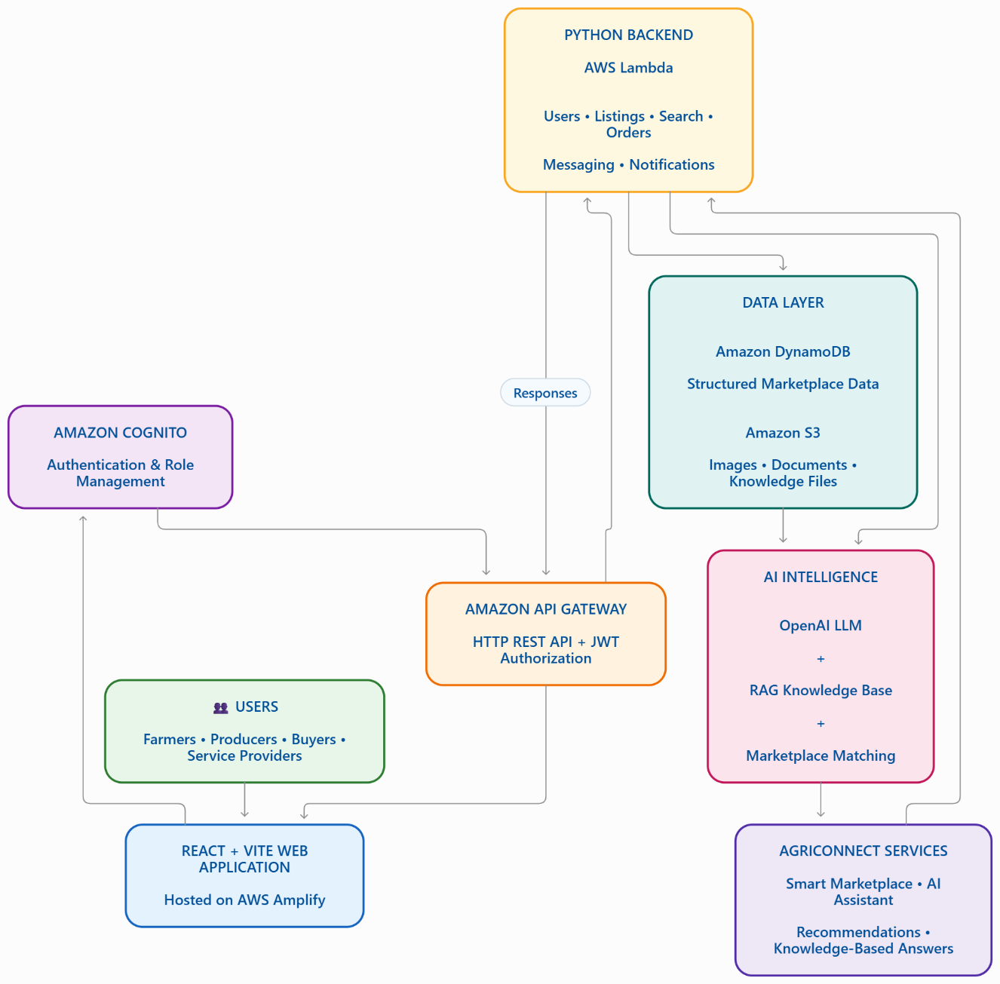 PYTHON BACKEND
AWS Lambda
Users • Listings • Search •
Orders
Messaging • Notifications
Responses
DATA LAYER
Amazon DynamoDB
Structured Marketplace Data
Amazon S3
Images • Documents •
Knowledge Files
AMAZON COGNITO
Authentication & Role
Management
AMAZON API GATEWAY
HTTP REST API + JWT
Authorization
AI INTELLIGENCE
OpenAI LLM
+
RAG Knowledge Base
+
Marketplace Matching
👥 USERS
Farmers • Producers • Buyers •
Service Providers
REACT + VITE WEB
APPLICATION
Hosted on AWS Amplify
AGRICONNECT SERVICES
Smart Marketplace • AI
Assistant
Recommendations •
Knowledge-Based Answers